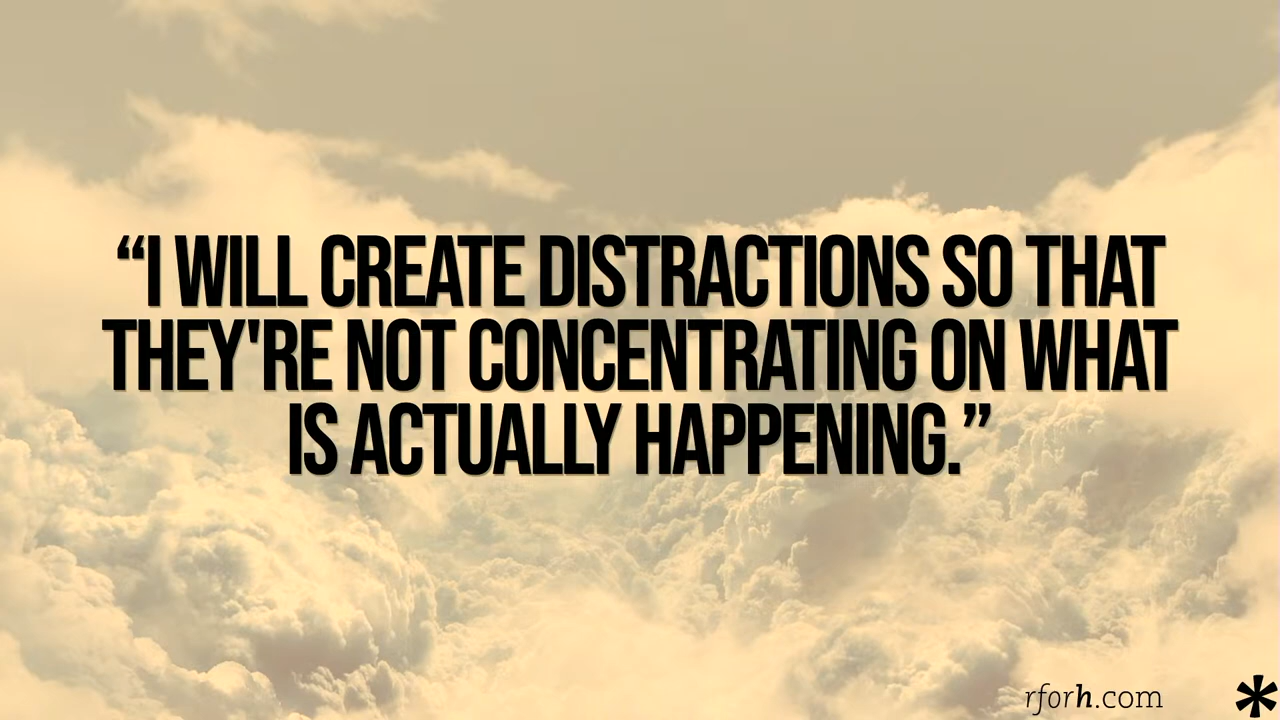 “I WILL CREATE DISTRACTIONS SO THAT
THEY'RE NOT CONCENTRATING ON WHAT
IS ACTUALLY HAPPENING.”
rforh.com
*